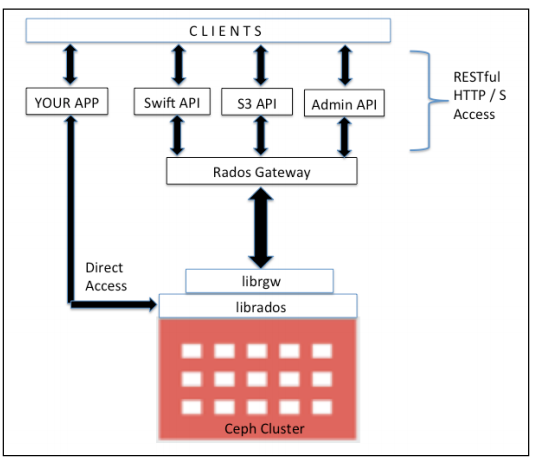 CLIENTS
YOUR APP
Swift API
S3 API
Admin API
RESTful
HTTP / S
Access
Rados Gateway
Direct
Access
librgw
librados
Ceph Cluster